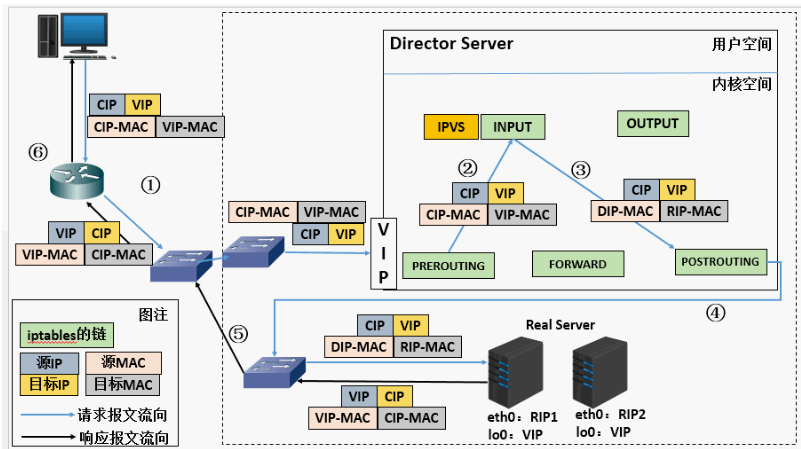 Director Server
用户空间
内核空间
IPVS
INPUT
OUTPUT
CIP VIP
CIP-MAC VIP-MAC
⑥
①
②
③
CIP VIP
CIP-MAC VIP-MAC
CIP VIP
DIP-MAC RIP-MAC
CIP-MAC VIP-MAC
CIP VIP
VIP
VIP CIP
VIP-MAC CIP-MAC
PREROUTING
FORWARD
POSTROUTING
④
⑤
CIP VIP
DIP-MAC RIP-MAC
Real Server
VIP CIP
VIP-MAC CIP-MAC
eth0：RIP1
lo0：VIP
eth0：RIP2
lo0：VIP
图注
iptables的链
源IP 源MAC
目标IP 目标MAC
请求报文流向
响应报文流向